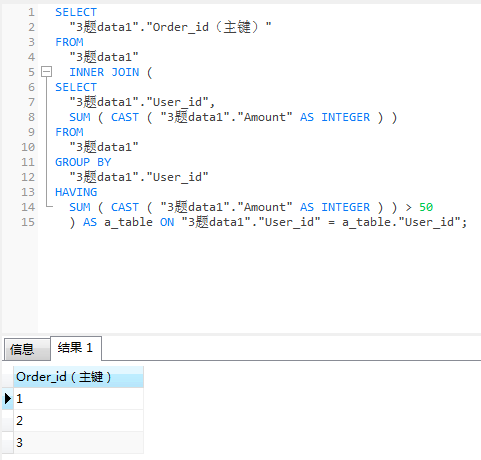 1 SELECT
2 "3题data1"."Order_id（主键）"
3 FROM
4 "3题data1"
5 INNER JOIN (
6 SELECT
7 "3题data1"."User_id",
8 SUM ( CAST ( "3题data1"."Amount" AS INTEGER ) )
9 FROM
10 "3题data1"
11 GROUP BY
12 "3题data1"."User_id"
13 HAVING
14 SUM ( CAST ( "3题data1"."Amount" AS INTEGER ) ) > 50
15 ) AS a_table ON "3题data1"."User_id" = a_table."User_id";
信息 结果 1
Order_id（主键）
1
2
3